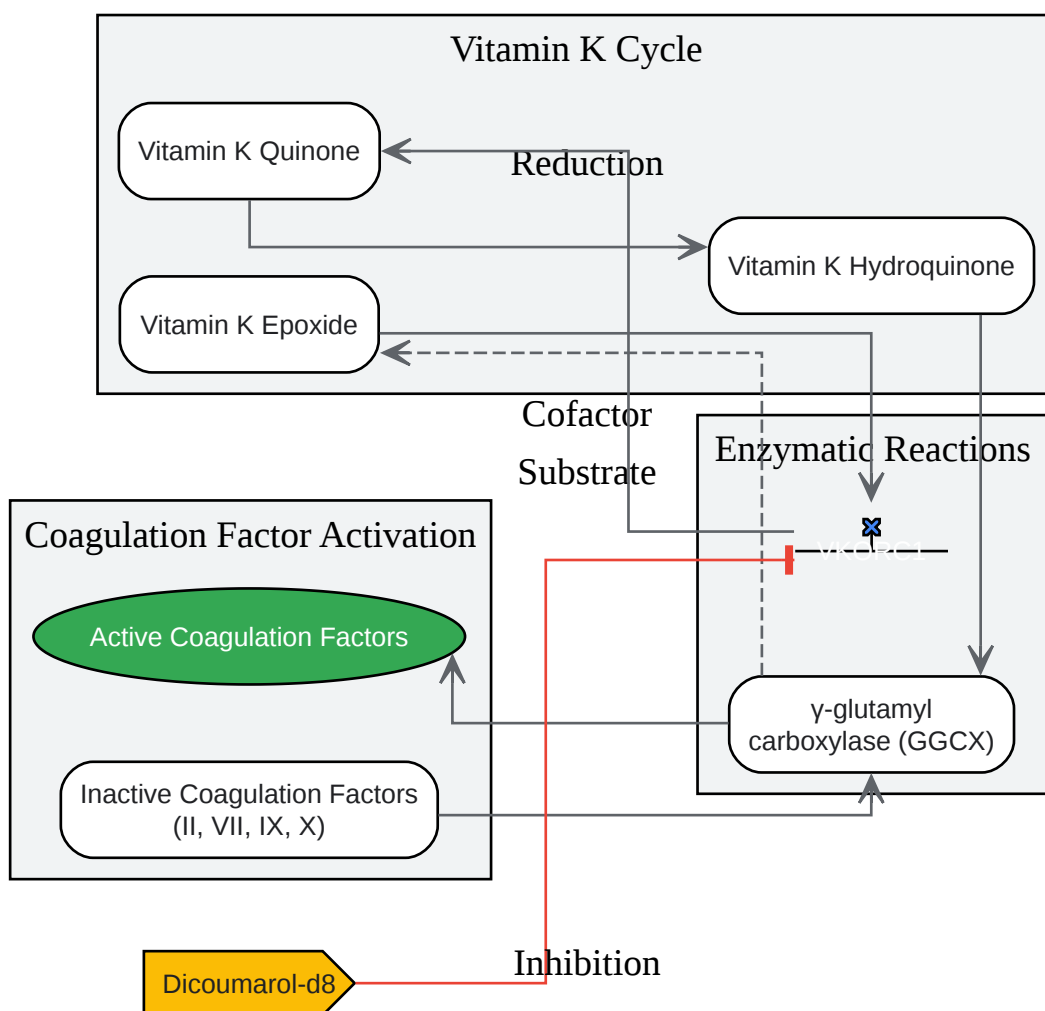 Vitamin K Cycle
Vitamin K Quinone
Reduction
Vitamin K Hydroquinone
Vitamin K Epoxide
Cofactor
Substrate
Enzymatic Reactions
VKORC1
Coagulation Factor Activation
Active Coagulation Factors
γ-glutamyl
carboxylase (GGCX)
Inactive Coagulation Factors
(II, VII, IX, X)
Inhibition
Dicoumarol-d8